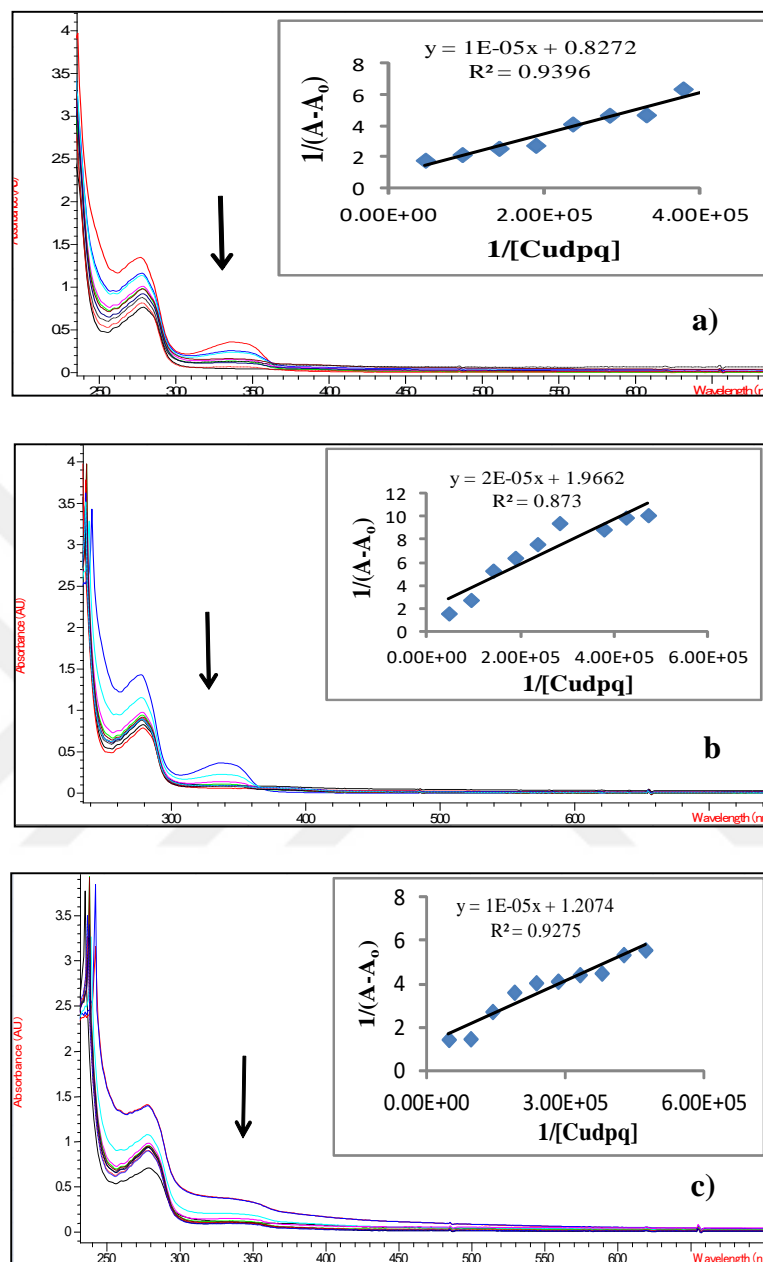 4
3.5
3
2.5
2
1.5
1
0.5
0
250 300 350 400 450 500 550 600
Wavelength (n
y = 1E-05x + 0.8272
R² = 0.9396
1/(A-A₀)
8
6
4
2
0
0.00E+00 2.00E+05 4.00E+05
1/[Cudpq]
a)
Absorbance (AU)
4
3.5
3
2.5
2
1.5
1
0.5
0
300 400 500 600
Wavelength (n
y = 2E-05x + 1.9662
R² = 0.873
1/(A-A₀)
12
10
8
6
4
2
0
0.00E+00 2.00E+05 4.00E+05 6.00E+05
1/[Cudpq]
b
Absorbance (AU)
3.5
3
2.5
2
1.5
1
0.5
0
250 300 350 400 450 500 550 600
Wavelength (n
y = 1E-05x + 1.2074
R² = 0.9275
1/(A-A₀)
8
6
4
2
0
0.00E+00 3.00E+05 6.00E+05
1/[Cudpq]
c)